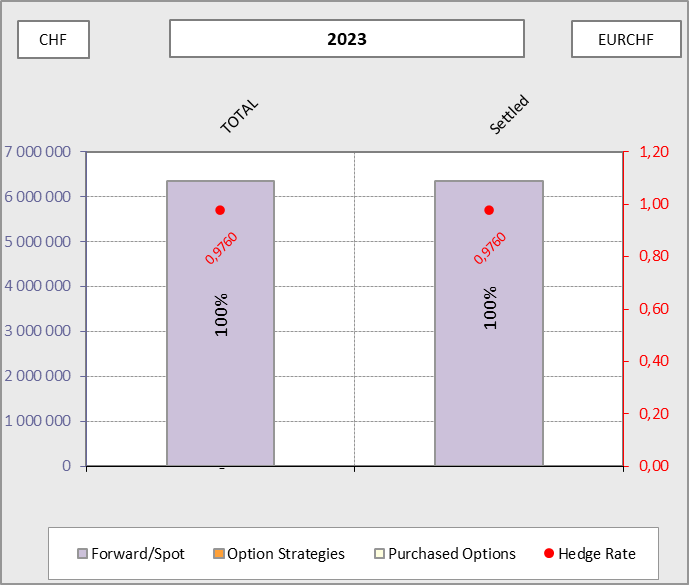 CHF
2023
EURCHF
TOTAL
Settled
7 000 000
6 000 000
5 000 000
4 000 000
3 000 000
2 000 000
1 000 000
0
1,20
1,00
0,80
0,60
0,40
0,20
0,00
0,9760
100%
0,9760
100%
-
Forward/Spot
Option Strategies
Purchased Options
Hedge Rate